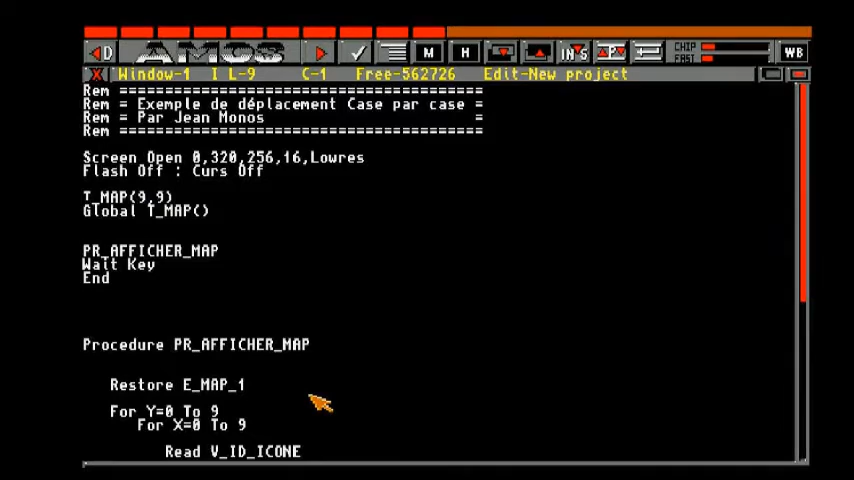 D AMOS M H INS P CHIP FAST WB
X Window-1 I L-9 C-1 Free-562726 Edit-New project
Rem ========================================
Rem = Exemple de déplacement Case par case =
Rem = Par Jean Monos =
Rem ========================================
Screen Open 0,320,256,16,Lowres
Flash Off : Curs Off
T_MAP(9,9)
Global T_MAP()
PR_AFFICHER_MAP
Wait Key
End
Procedure PR_AFFICHER_MAP
Restore E_MAP_1
For Y=0 To 9
For X=0 To 9
Read V_ID_ICONE